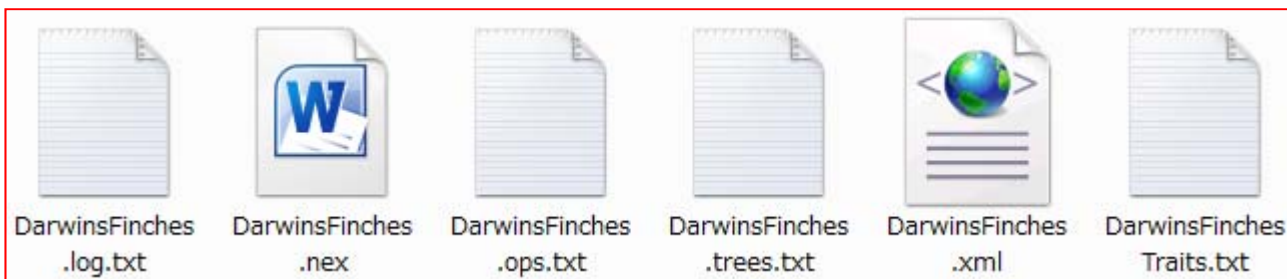 W
< >
DarwinsFinches DarwinsFinches DarwinsFinches DarwinsFinches DarwinsFinches DarwinsFinches
.log.txt .nex .ops.txt .trees.txt .xml Traits.txt